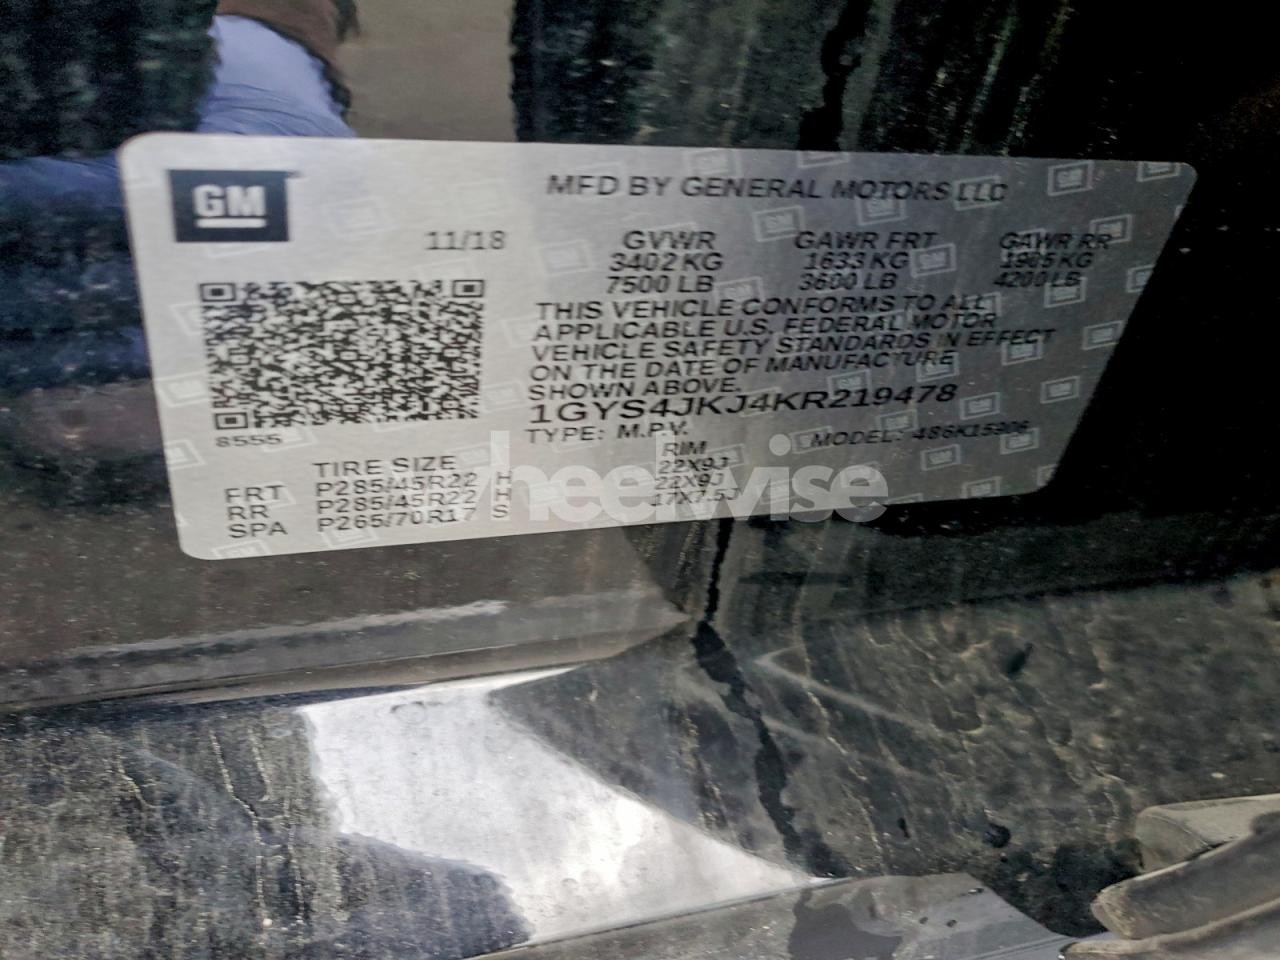 GM
MFD BY GENERAL MOTORS LLC
11/18 GVWR GAWR FRT GAWR RR
3402 KG 1633 KG 1905 KG
7500 LB 3600 LB 4200 LB
THIS VEHICLE CONFORMS TO ALL
APPLICABLE U.S. FEDERAL MOTOR
VEHICLE SAFETY STANDARDS IN EFFECT
ON THE DATE OF MANUFACTURE
SHOWN ABOVE.
1GYS4JKJ4KR219478
8555
TYPE: M.P.V. MODEL: 486K15906
TIRE SIZE RIM
FRT P285/45R22 H 22X9J
RR P285/45R22 H 22X9J
SPA P265/70R17 S 17X7.5J
wheelwise